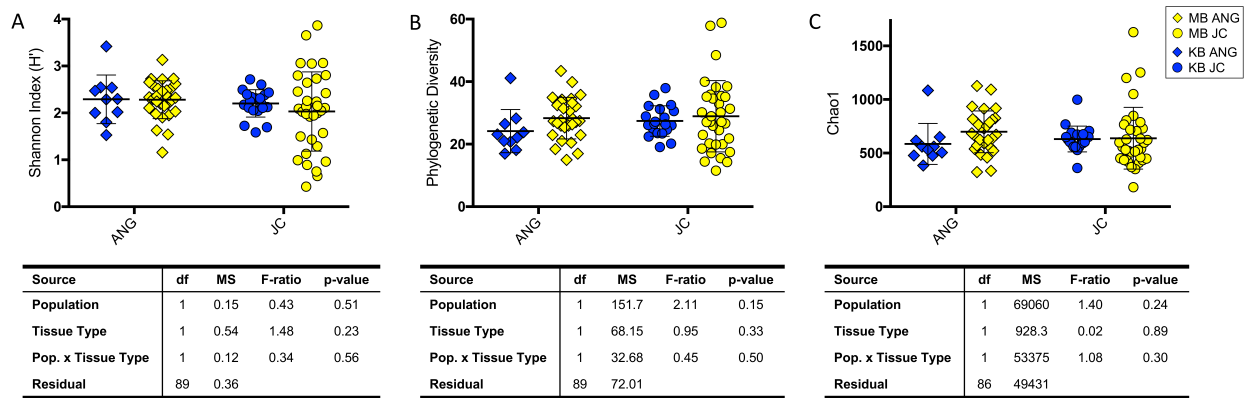 A
Shannon Index (H')
4
3
2
1
0
ANG
JC
B
Phylogenetic Diversity
60
40
20
0
ANG
JC
C
Chao1
1500
1000
500
0
ANG
JC
MB ANG
MB JC
KB ANG
KB JC
Source df MS F-ratio p-value
Population 1 0.15 0.43 0.51
Tissue Type 1 0.54 1.48 0.23
Pop. x Tissue Type 1 0.12 0.34 0.56
Residual 89 0.36
Source df MS F-ratio p-value
Population 1 151.7 2.11 0.15
Tissue Type 1 68.15 0.95 0.33
Pop. x Tissue Type 1 32.68 0.45 0.50
Residual 89 72.01
Source df MS F-ratio p-value
Population 1 69060 1.40 0.24
Tissue Type 1 928.3 0.02 0.89
Pop. x Tissue Type 1 53375 1.08 0.30
Residual 86 49431